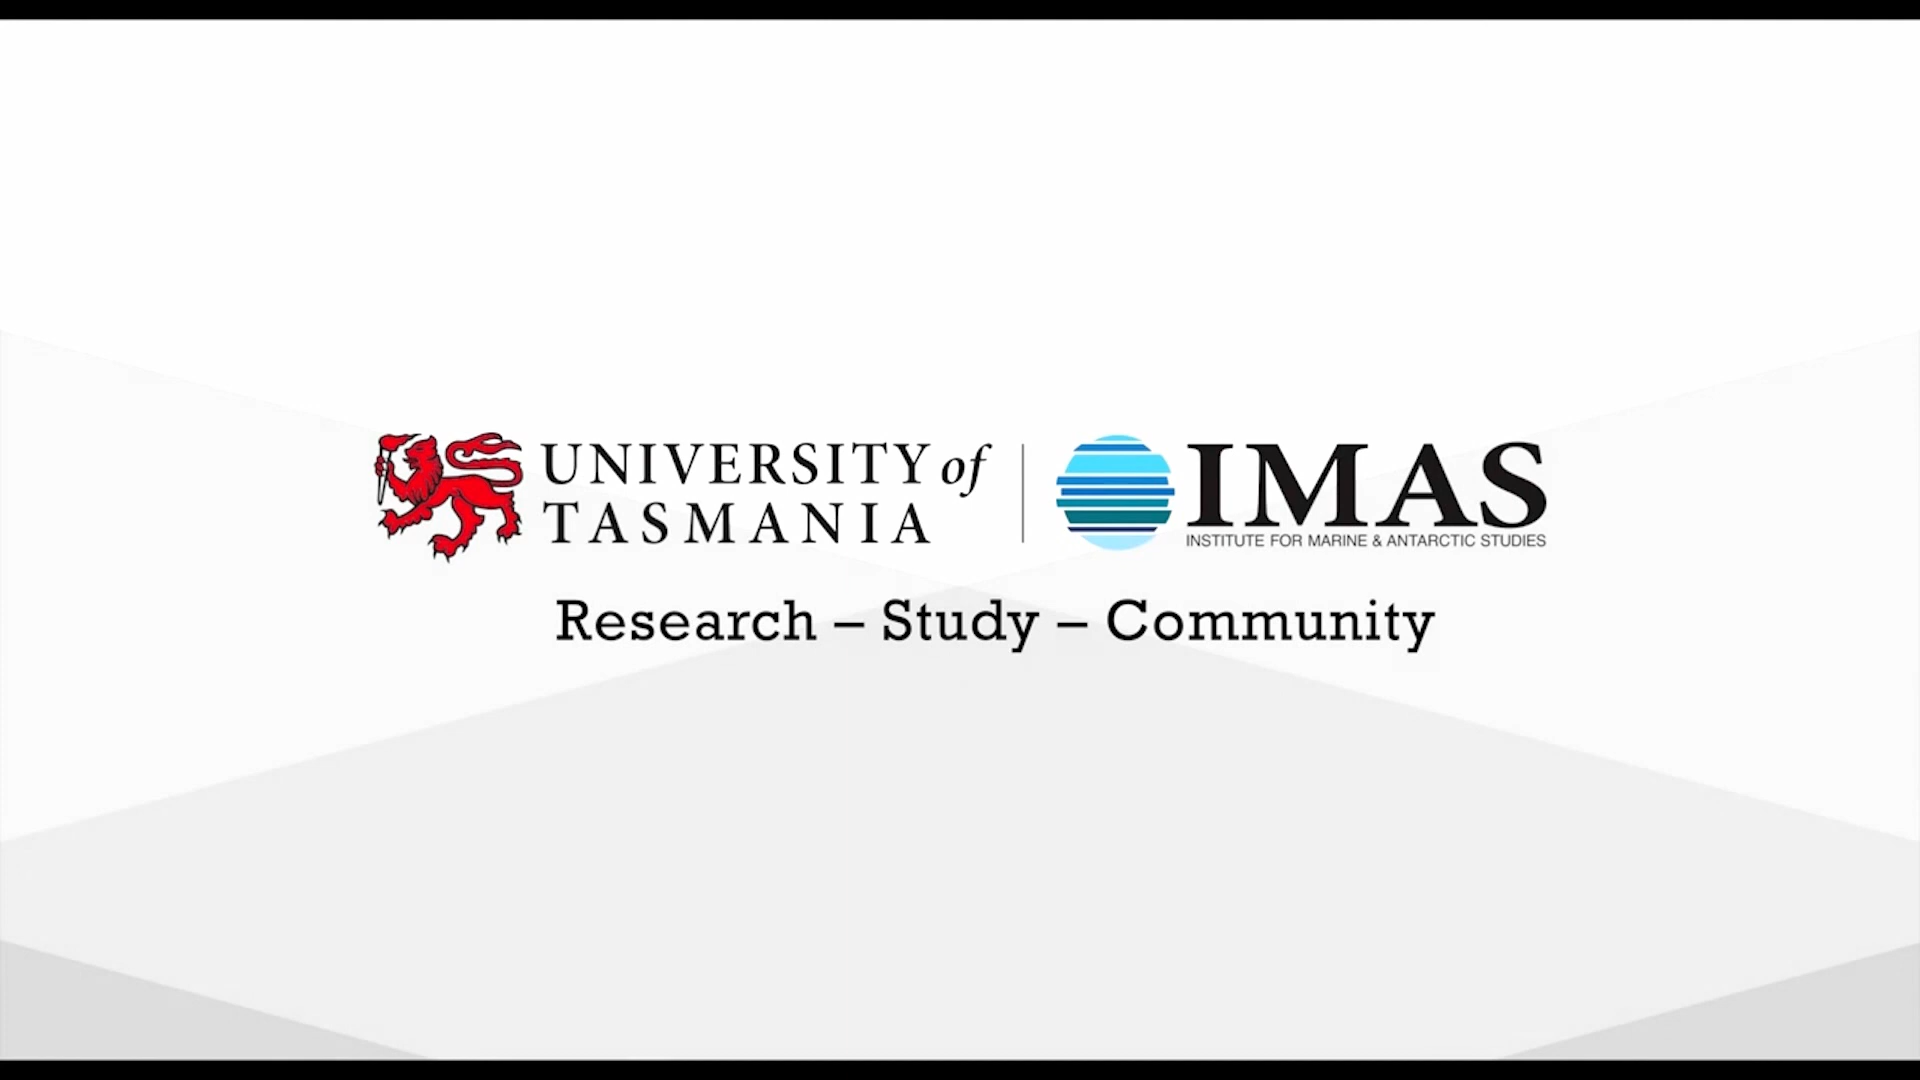 UNIVERSITY of
TASMANIA
IMAS
INSTITUTE FOR MARINE & ANTARCTIC STUDIES
Research – Study – Community